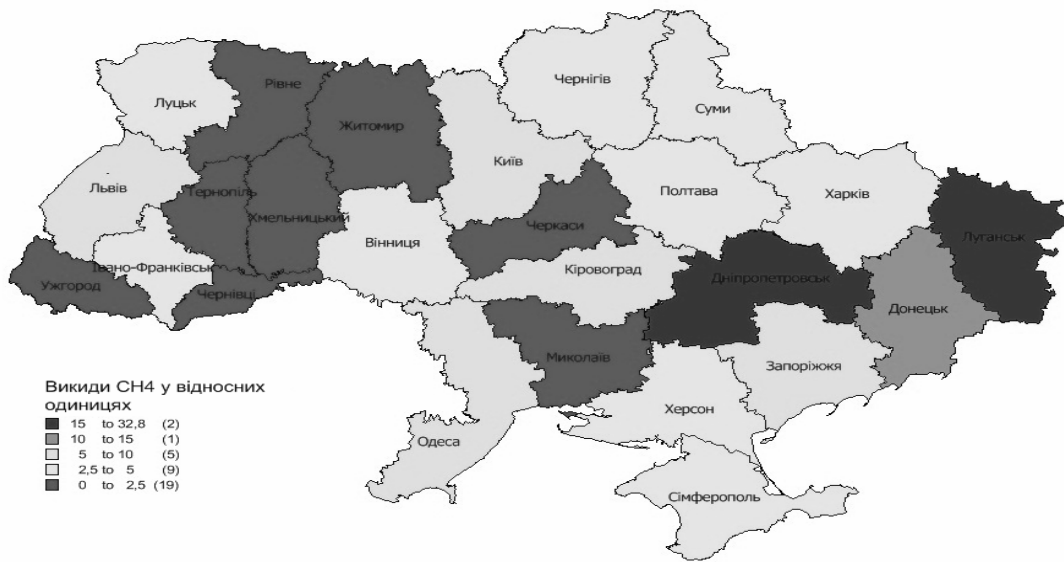 Чернігів
Рівне
Луцьк
Суми
Житомир
Київ
Львів
Тернопіль
Полтава
Харків
Хмельницький
Черкаси
Вінниця
Луганськ
Івано-Франківськ
Кіровоград
Дніпропетровськ
Ужгород
Чернівці
Донецьк
Миколаїв
Запоріжжя
Херсон
Одеса
Сімферополь
Викиди CH4 у відносних
одиницях
15 to 32,8 (2)
10 to 15 (1)
5 to 10 (5)
2,5 to 5 (9)
0 to 2,5 (19)